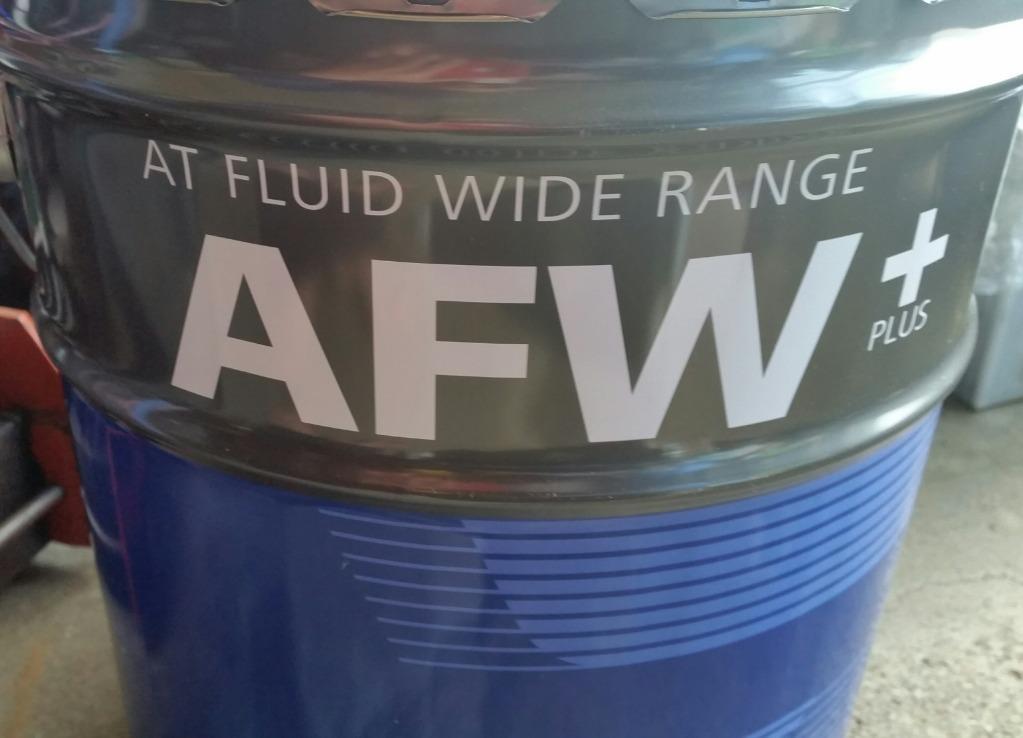 AT FLUID WIDE RANGE
AFW+
PLUS